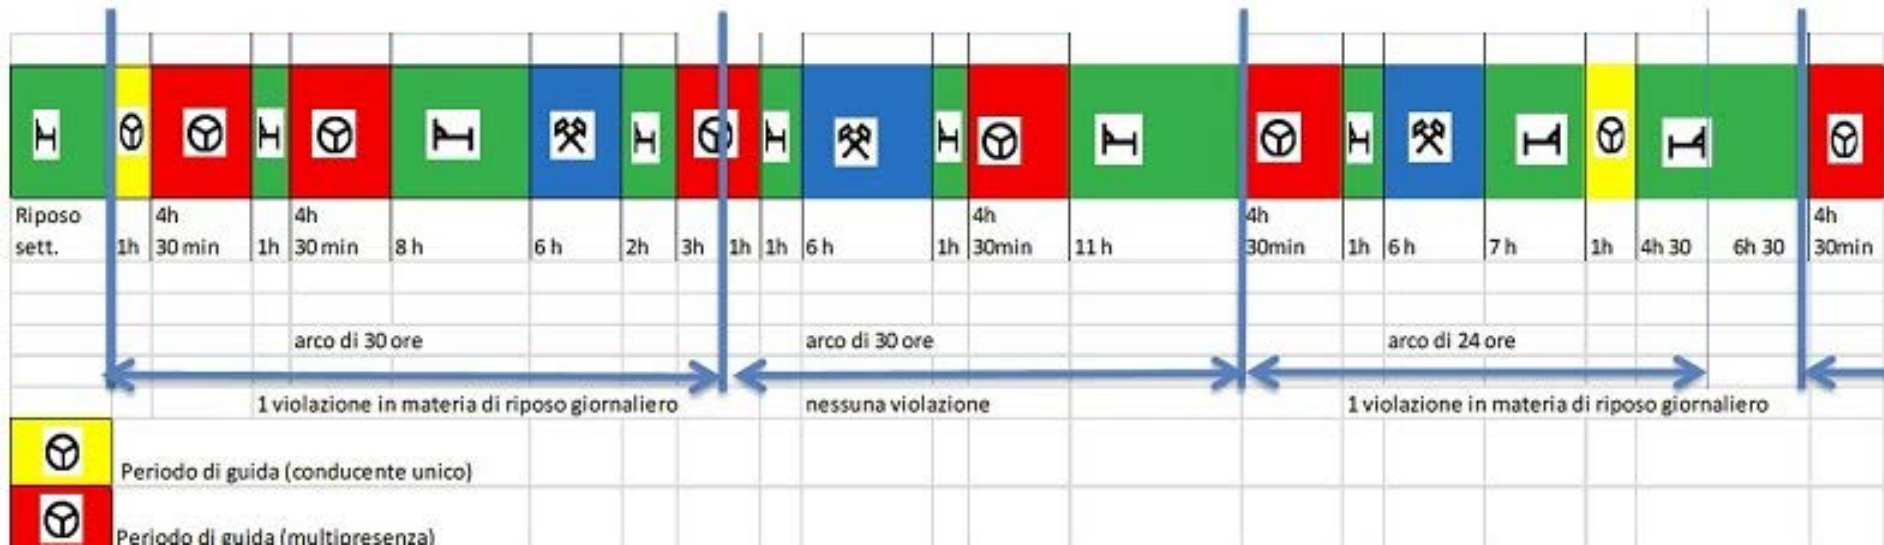 Riposo 4h 4h 4h 4h 4h
sett. 1h 30 min 1h 30 min 8 h 6 h 2h 3h 1h 1h 6 h 1h 30min 11 h 30min 1h 6 h 7 h 1h 4h 30 6h 30 30min
arco di 30 ore arco di 30 ore arco di 24 ore
1 violazione in materia di riposo giornaliero nessuna violazione 1 violazione in materia di riposo giornaliero
Periodo di guida (conducente unico)
Periodo di guida (multipresenza)